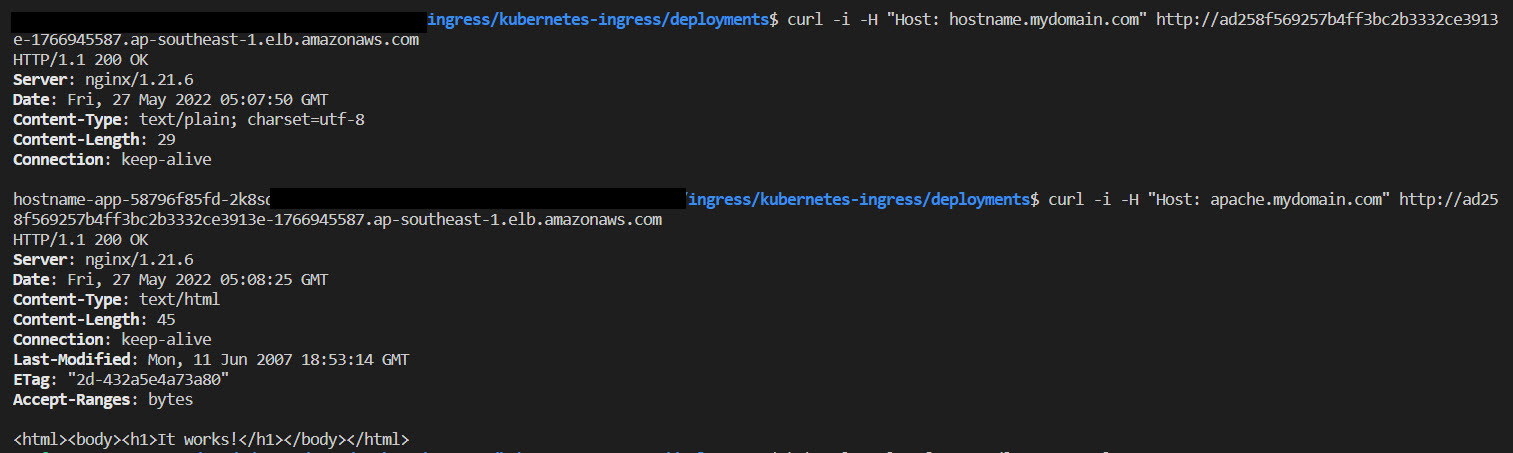 ingress/kubernetes-ingress/deployments$ curl -i -H "Host: hostname.mydomain.com" http://ad258f569257b4ff3bc2b3332ce3913
e-1766945587.ap-southeast-1.elb.amazonaws.com
HTTP/1.1 200 OK
Server: nginx/1.21.6
Date: Fri, 27 May 2022 05:07:50 GMT
Content-Type: text/plain; charset=utf-8
Content-Length: 29
Connection: keep-alive
hostname-app-58796f85fd-2k8sd /ingress/kubernetes-ingress/deployments$ curl -i -H "Host: apache.mydomain.com" http://ad25
8f569257b4ff3bc2b3332ce3913e-1766945587.ap-southeast-1.elb.amazonaws.com
HTTP/1.1 200 OK
Server: nginx/1.21.6
Date: Fri, 27 May 2022 05:08:25 GMT
Content-Type: text/html
Content-Length: 45
Connection: keep-alive
Last-Modified: Mon, 11 Jun 2007 18:53:14 GMT
ETag: "2d-432a5e4a73a80"
Accept-Ranges: bytes
<html><body><h1>It works!</h1></body></html>